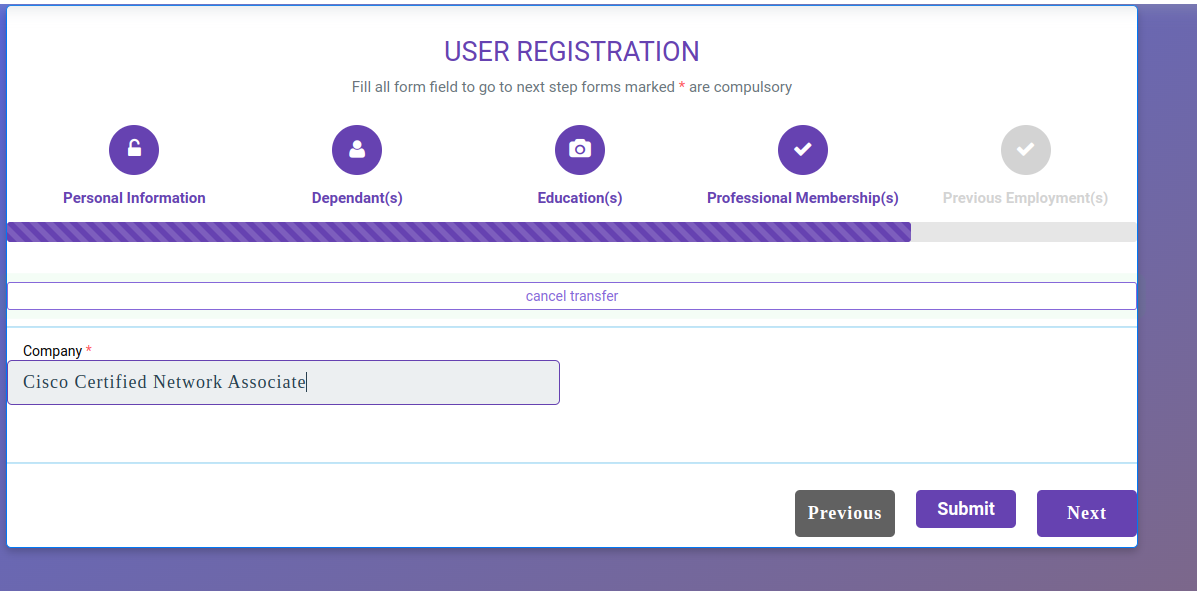 USER REGISTRATION
Fill all form field to go to next step forms marked * are compulsory
Personal Information
Dependant(s)
Education(s)
Professional Membership(s)
Previous Employment(s)
cancel transfer
Company *
Cisco Certified Network Associate
Previous
Submit
Next